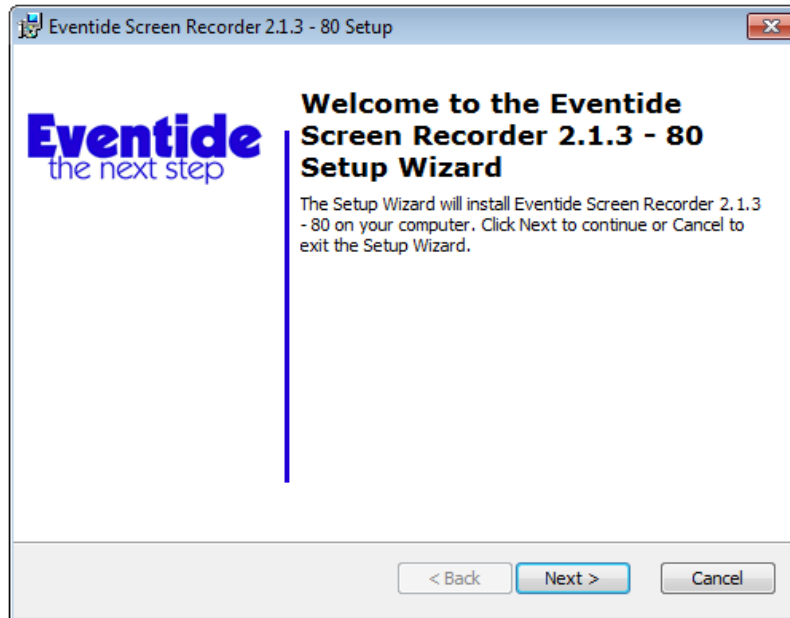 Eventide Screen Recorder 2.1.3 - 80 Setup
Eventide
the next step
Welcome to the Eventide
Screen Recorder 2.1.3 - 80
Setup Wizard
The Setup Wizard will install Eventide Screen Recorder 2.1.3
- 80 on your computer. Click Next to continue or Cancel to
exit the Setup Wizard.
< Back
Next >
Cancel